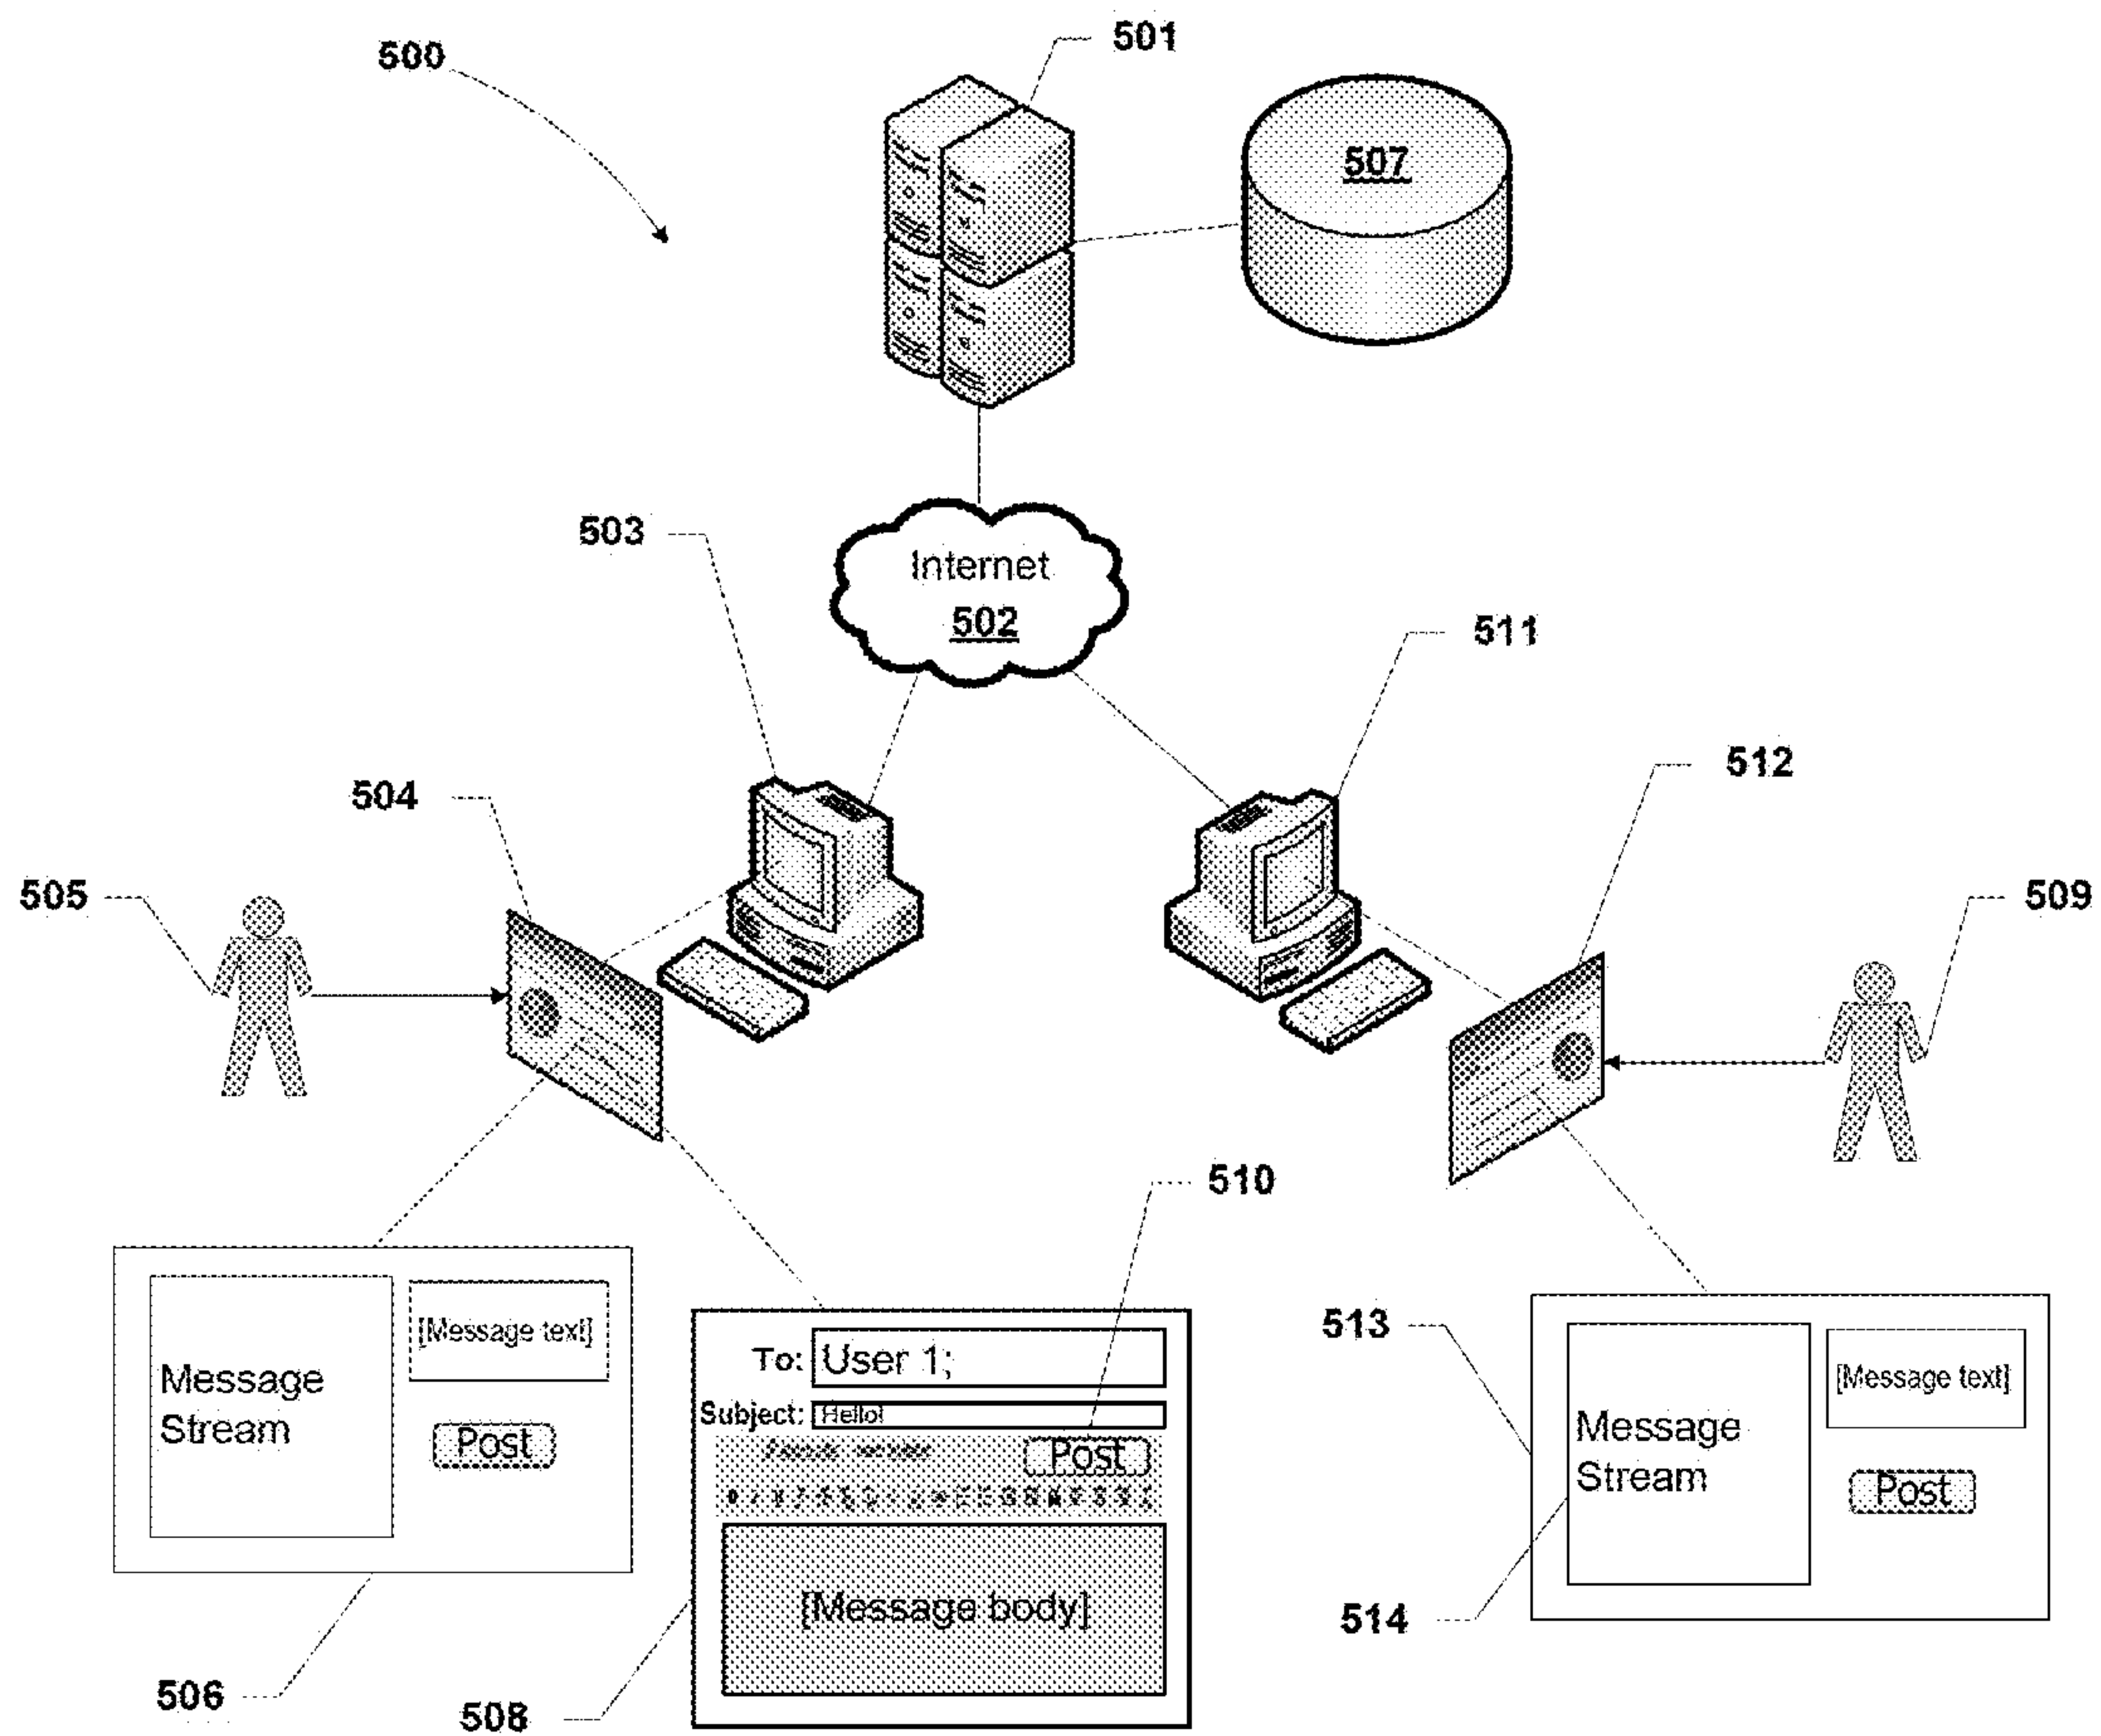 500
501
507
503
Internet
502
511
504
512
505
509
510
Message
Stream
[Message text]
Post
506
To: User 1;
Subject: Hello!
Post
[Message body]
508
513
Message
Stream
[Message text]
Post
514